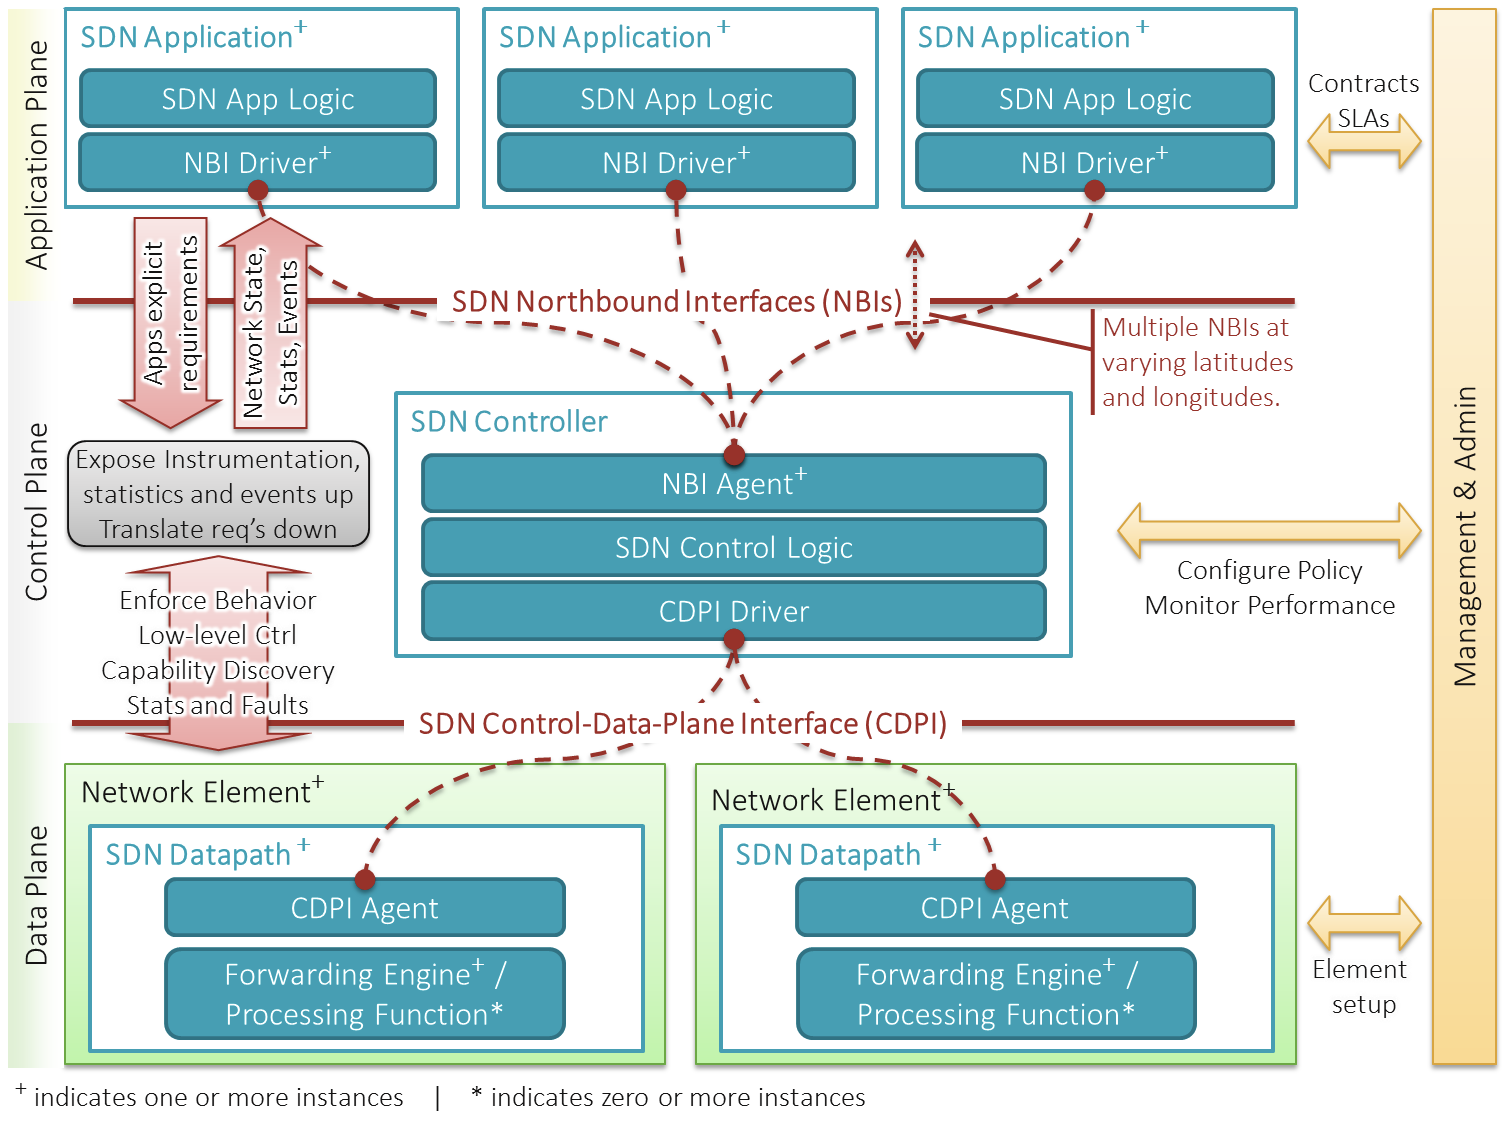 Application Plane
SDN Application+
SDN App Logic
NBI Driver+
SDN Application +
SDN App Logic
NBI Driver+
SDN Application +
SDN App Logic
NBI Driver+
Contracts
SLAs
Apps explicit
requirements
Network State,
Stats, Events
SDN Northbound Interfaces (NBIs)
Multiple NBIs at
varying latitudes
and longitudes.
Control Plane
Expose Instrumentation,
statistics and events up
Translate req's down
SDN Controller
NBI Agent+
SDN Control Logic
CDPI Driver
Configure Policy
Monitor Performance
Management & Admin
Enforce Behavior
Low-level Ctrl
Capability Discovery
Stats and Faults
SDN Control-Data-Plane Interface (CDPI)
Data Plane
Network Element+
SDN Datapath +
CDPI Agent
Forwarding Engine+ /
Processing Function*
Network Element+
SDN Datapath +
CDPI Agent
Forwarding Engine+ /
Processing Function*
Element
setup
+ indicates one or more instances | * indicates zero or more instances